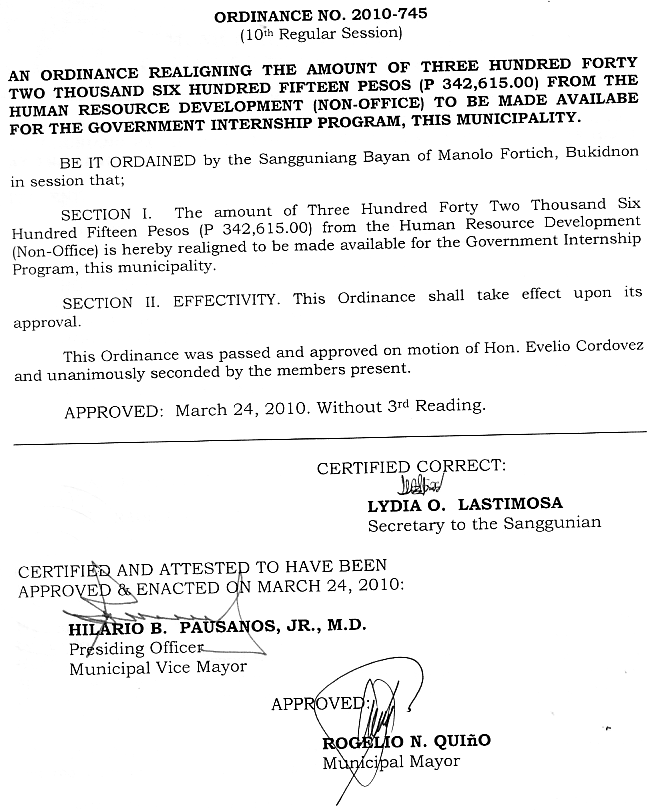 ORDINANCE NO. 2010-745
(10th Regular Session)
AN ORDINANCE REALIGNING THE AMOUNT OF THREE HUNDRED FORTY
TWO THOUSAND SIX HUNDRED FIFTEEN PESOS (P 342,615.00) FROM THE
HUMAN RESOURCE DEVELOPMENT (NON-OFFICE) TO BE MADE AVAILABE
FOR THE GOVERNMENT INTERNSHIP PROGRAM, THIS MUNICIPALITY.
BE IT ORDAINED by the Sangguniang Bayan of Manolo Fortich, Bukidnon
in session that;
SECTION I. The amount of Three Hundred Forty Two Thousand Six
Hundred Fifteen Pesos (P 342,615.00) from the Human Resource Development
(Non-Office) is hereby realigned to be made available for the Government Internship
Program, this municipality.
SECTION II. EFFECTIVITY. This Ordinance shall take effect upon its
approval.
This Ordinance was passed and approved on motion of Hon. Evelio Cordovez
and unanimously seconded by the members present.
APPROVED: March 24, 2010. Without 3rd Reading.
CERTIFIED CORRECT:
LYDIA O. LASTIMOSA
Secretary to the Sanggunian
CERTIFIED AND ATTESTED TO HAVE BEEN
APPROVED & ENACTED ON MARCH 24, 2010:
HILARIO B. PAUSANOS, JR., M.D.
Presiding Officer
Municipal Vice Mayor
APPROVED:
ROGELIO N. QUIñO
Municipal Mayor